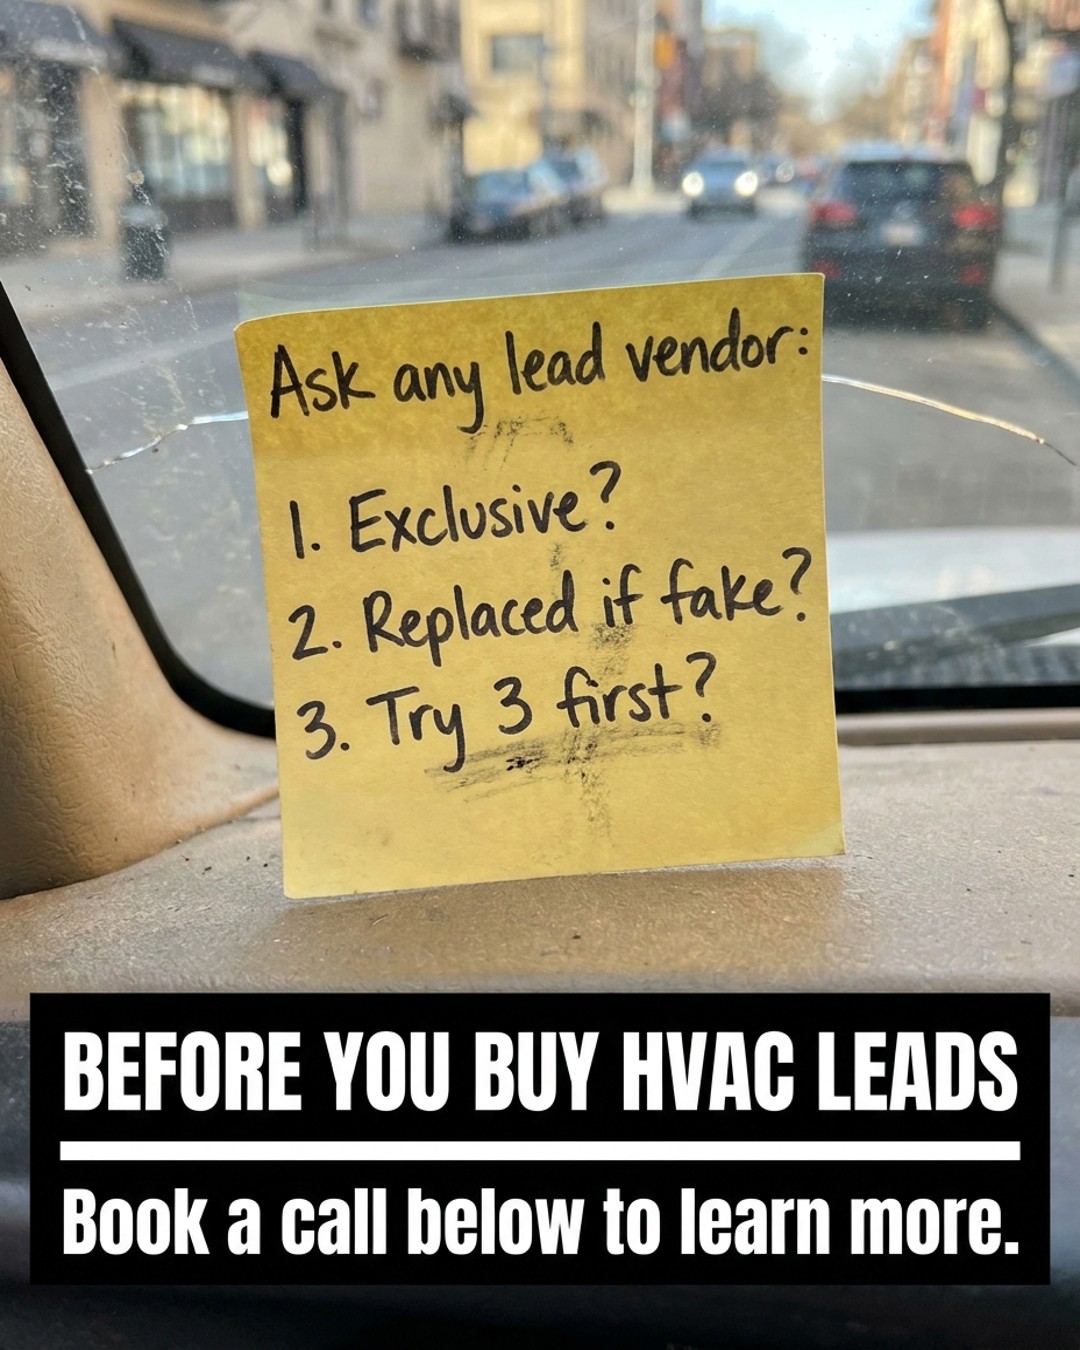 Ask any lead vendor:
1. Exclusive?
2. Replaced if fake?
3. Try 3 first?
BEFORE YOU BUY HVAC LEADS
Book a call below to learn more.